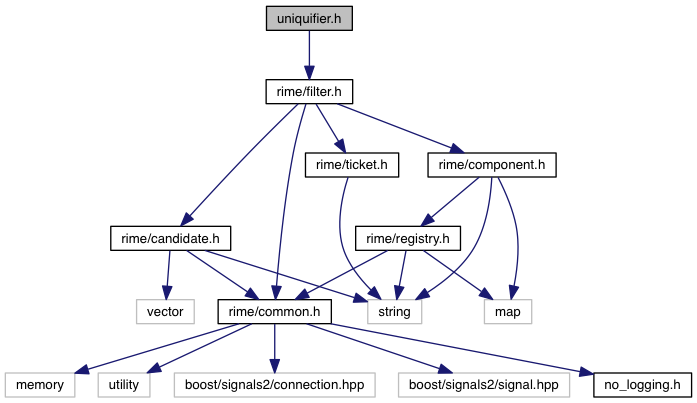 uniquifier.h
rime/filter.h
rime/ticket.h
rime/component.h
rime/candidate.h
rime/registry.h
vector
rime/common.h
string
map
memory
utility
boost/signals2/connection.hpp
boost/signals2/signal.hpp
no_logging.h